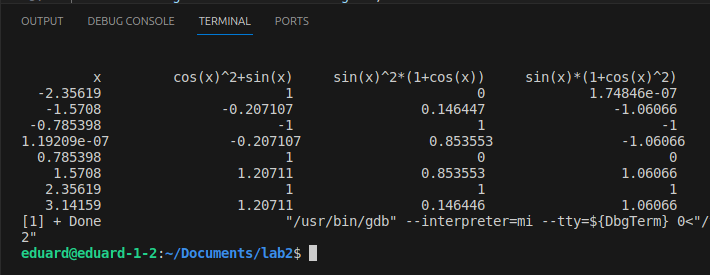 OUTPUT DEBUG CONSOLE TERMINAL PORTS
x cos(x)^2+sin(x) sin(x)^2*(1+cos(x)) sin(x)*(1+cos(x)^2)
-2.35619 1 0 1.74846e-07
-1.5708 -0.207107 0.146447 -1.06066
-0.785398 -1 1 -1
1.19209e-07 -0.207107 0.853553 -1.06066
0.785398 1 0 0
1.5708 1.20711 0.853553 1.06066
2.35619 1 1 1
3.14159 1.20711 0.146446 1.06066
[1] + Done "/usr/bin/gdb" --interpreter=mi --tty=${DbgTerm} 0<"/
2"
eduard@eduard-1-2:~/Documents/lab2$